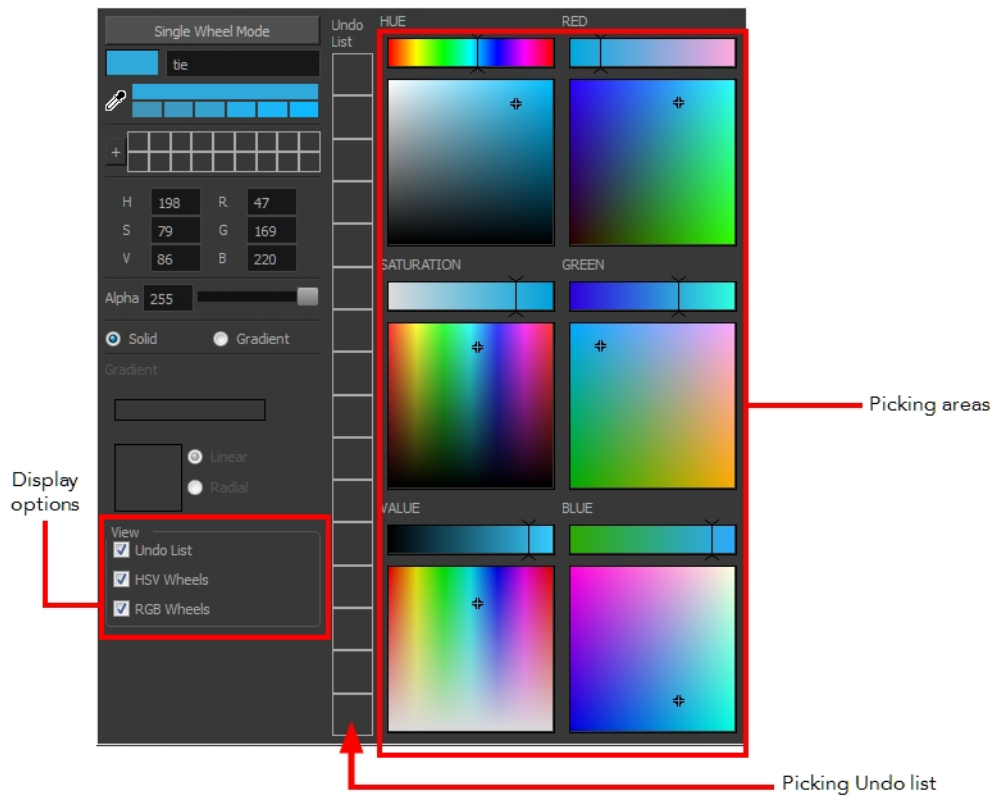 Single Wheel Mode
tie
+
H 198 R 47
S 79 G 169
V 86 B 220
Alpha 255
Solid Gradient
Gradient
Linear
Radial
View
Undo List
HSV Wheels
RGB Wheels
Undo
List
HUE
RED
SATURATION
GREEN
VALUE
BLUE
Display
options
Picking areas
Picking Undo list